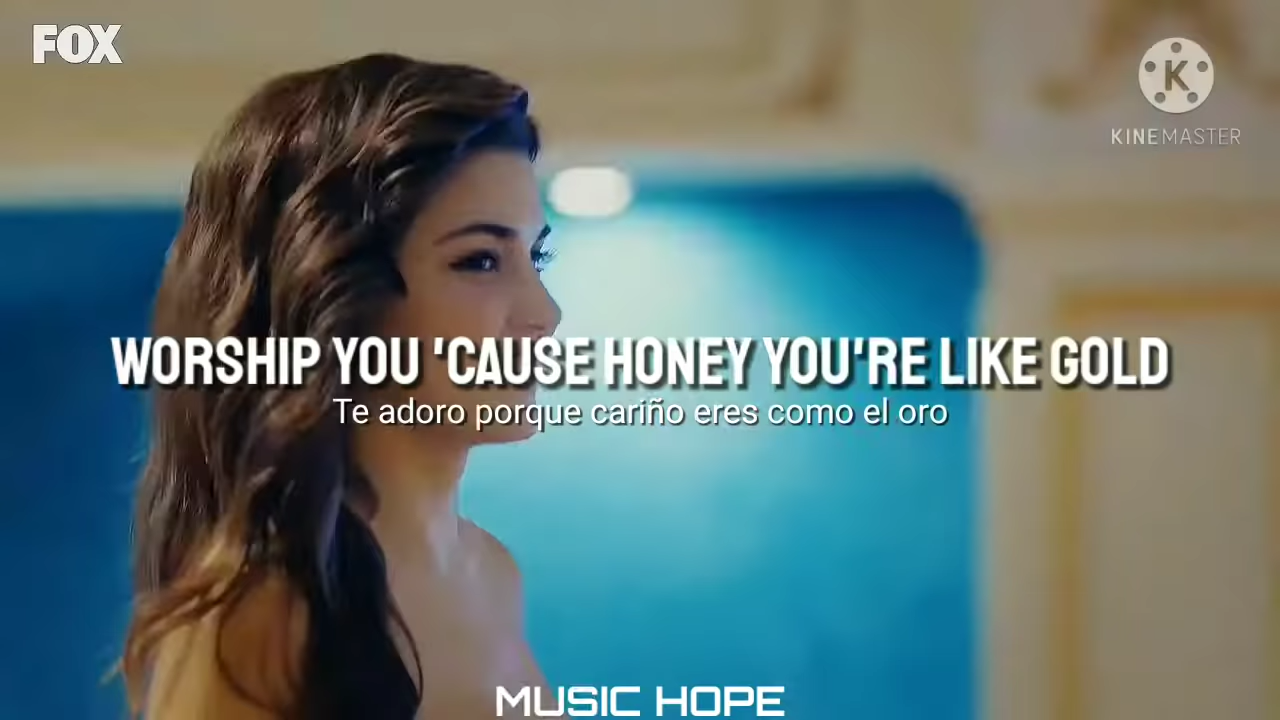 FOX
K
KINEMASTER
WORSHIP YOU 'CAUSE HONEY YOU'RE LIKE GOLD
Te adoro porque cariño eres como el oro
MUSIC HOPE